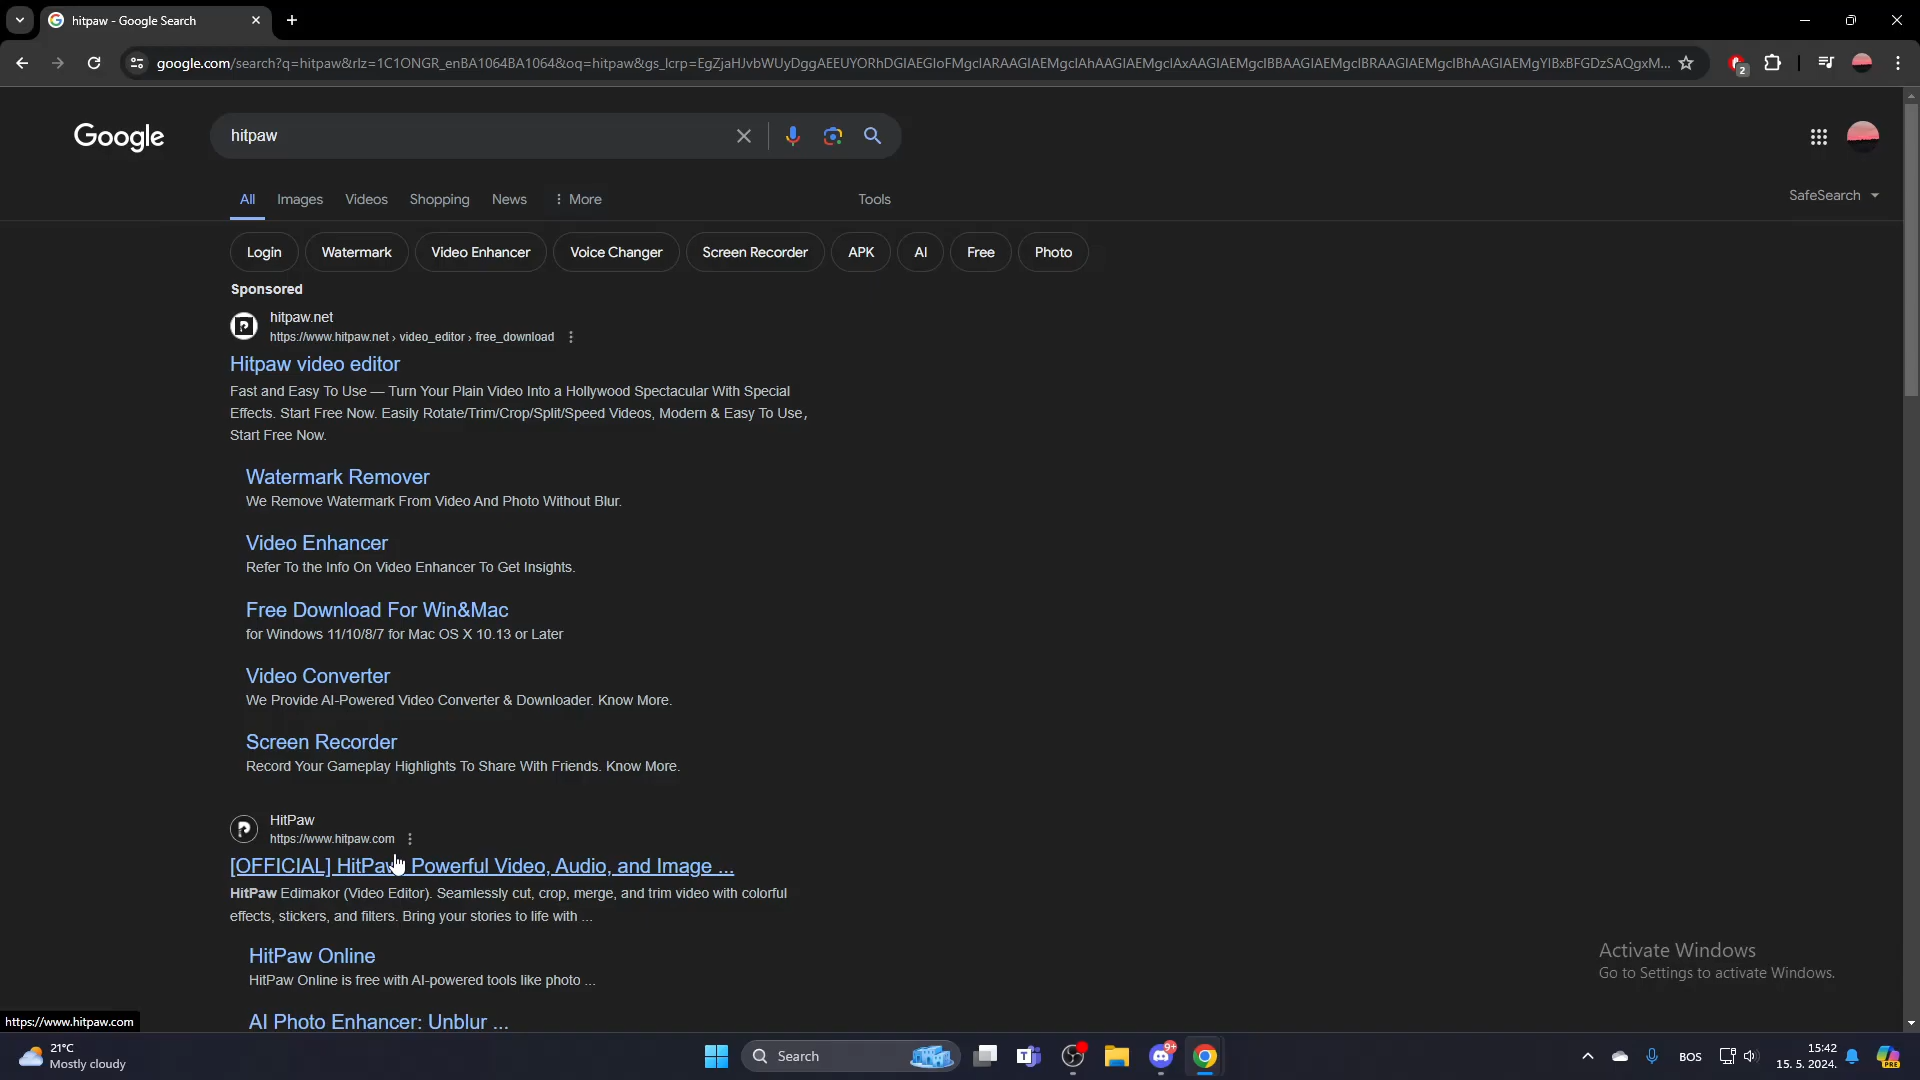 hitpaw - Google Search
google.com/search?q=hitpaw&rlz=1C1ONGR_enBA1064BA1064&oq=hitpaw&gs_lcrp=EgZjaHJvbWUyDggAEEUYORhDGIAEGIoFMgcIARAAGIAEMgcIAhAAGIAEMgcIAxAAGIAEMgcIBBAAGIAEMgcIBRAAGIAEMgcIBhAAGIAEMgYIBxBFGDzSAQgxM...
2
Google
hitpaw
All Images Videos Shopping News More Tools
SafeSearch
Login Watermark Video Enhancer Voice Changer Screen Recorder APK AI Free Photo
Sponsored
hitpaw.net
https://www.hitpaw.net › video_editor › free_download
Hitpaw video editor
Fast and Easy To Use — Turn Your Plain Video Into a Hollywood Spectacular With Special
Effects. Start Free Now. Easily Rotate/Trim/Crop/Split/Speed Videos, Modern & Easy To Use,
Start Free Now.
Watermark Remover
We Remove Watermark From Video And Photo Without Blur.
Video Enhancer
Refer To the Info On Video Enhancer To Get Insights.
Free Download For Win&Mac
for Windows 11/10/8/7 for Mac OS X 10.13 or Later
Video Converter
We Provide AI-Powered Video Converter & Downloader. Know More.
Screen Recorder
Record Your Gameplay Highlights To Share With Friends. Know More.
HitPaw
https://www.hitpaw.com
[OFFICIAL] HitPaw Powerful Video, Audio, and Image ...
HitPaw Edimakor (Video Editor). Seamlessly cut, crop, merge, and trim video with colorful
effects, stickers, and filters. Bring your stories to life with ...
HitPaw Online
HitPaw Online is free with AI-powered tools like photo ...
AI Photo Enhancer: Unblur ...
Activate Windows
Go to Settings to activate Windows.
https://www.hitpaw.com
21°C
Mostly cloudy
Search
9+
BOS
15:42
15. 5. 2024.
PRE